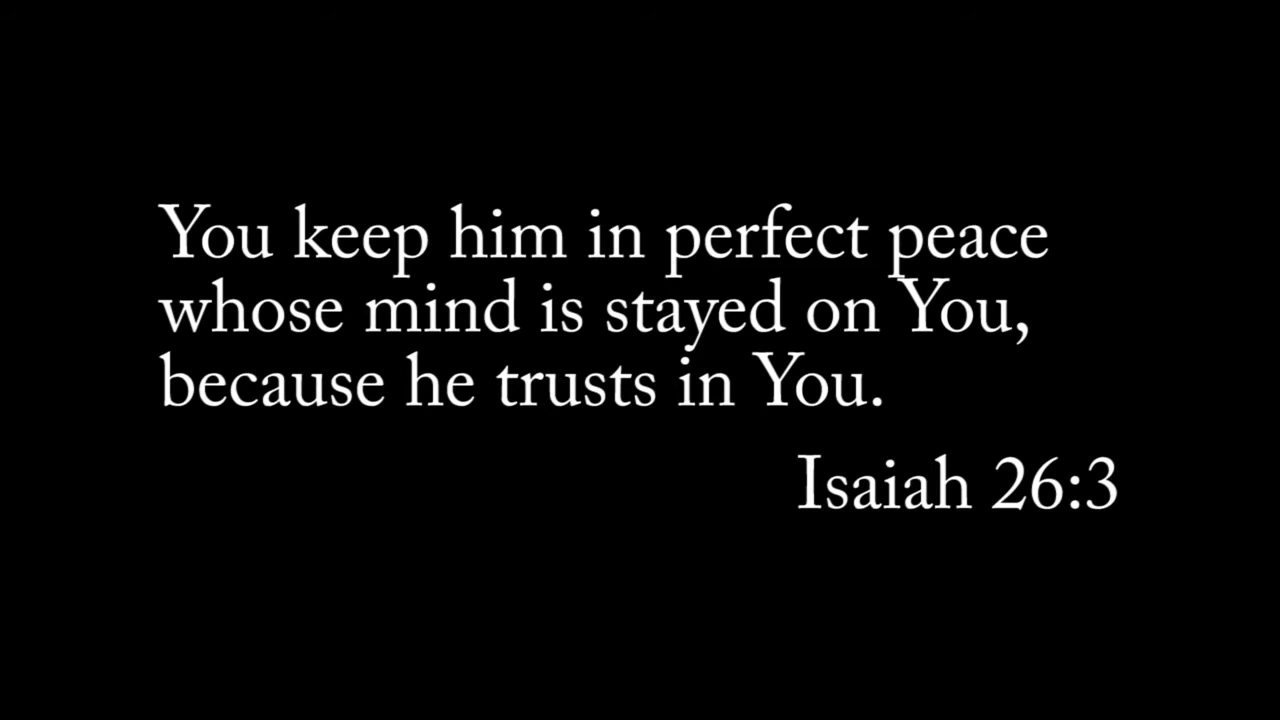 You keep him in perfect peace
whose mind is stayed on You,
because he trusts in You.
Isaiah 26:3